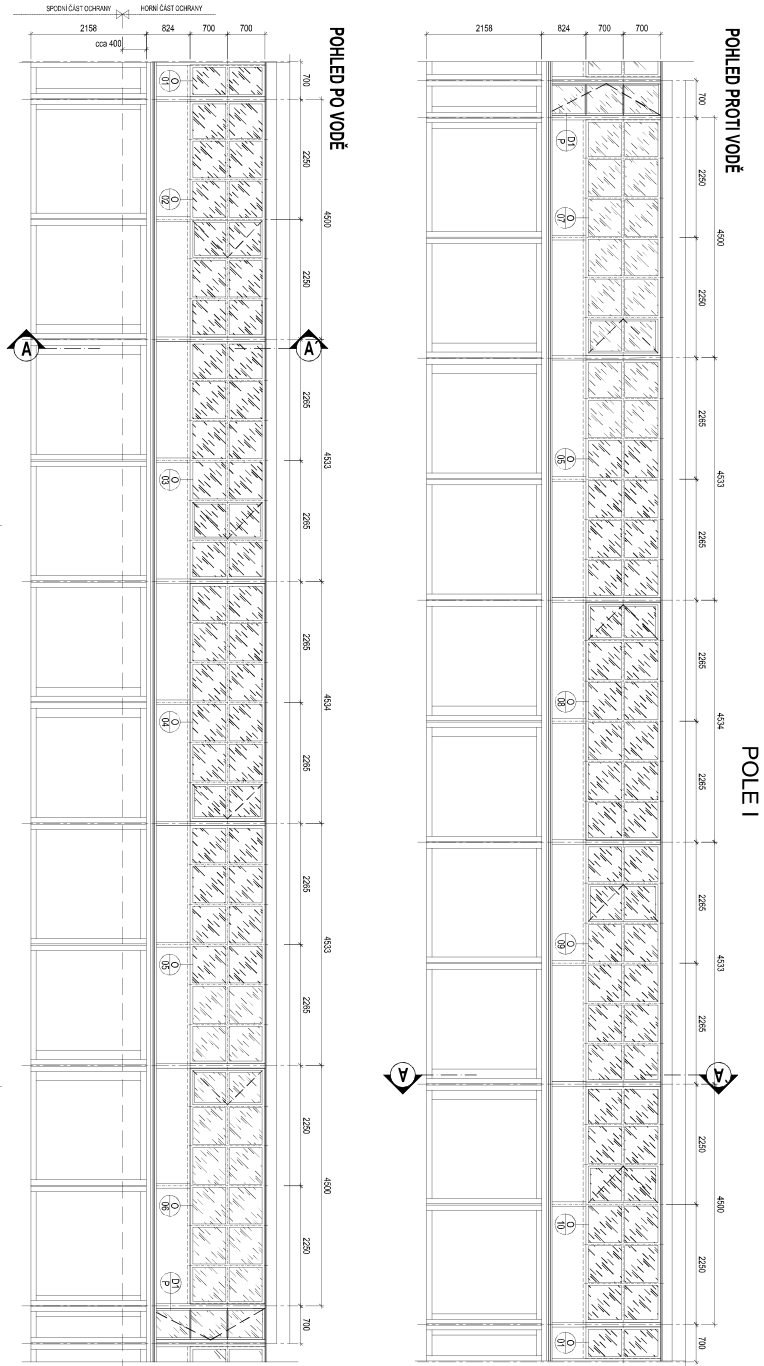 POLE I
POHLED PROTI VODĚ
4500 4533 4534 4533 4500
700 2250 2250 2265 2265 2265 2265 2265 2265 2250 2250 700
700
700
824
2158
D1 P
O 07
O 05
O 08
O 09
O 10
O 01
A
A
POHLED PO VODĚ
4500 4533 4534 4533 4500
700 2250 2250 2265 2265 2265 2265 2265 2265 2250 2250 700
700
700
824
2158
cca 400
HORNÍ ČÁST OCHRANY
SPODNÍ ČÁST OCHRANY
O 01
O 02
O 03
O 04
O 05
O 06
D1 P
A
A